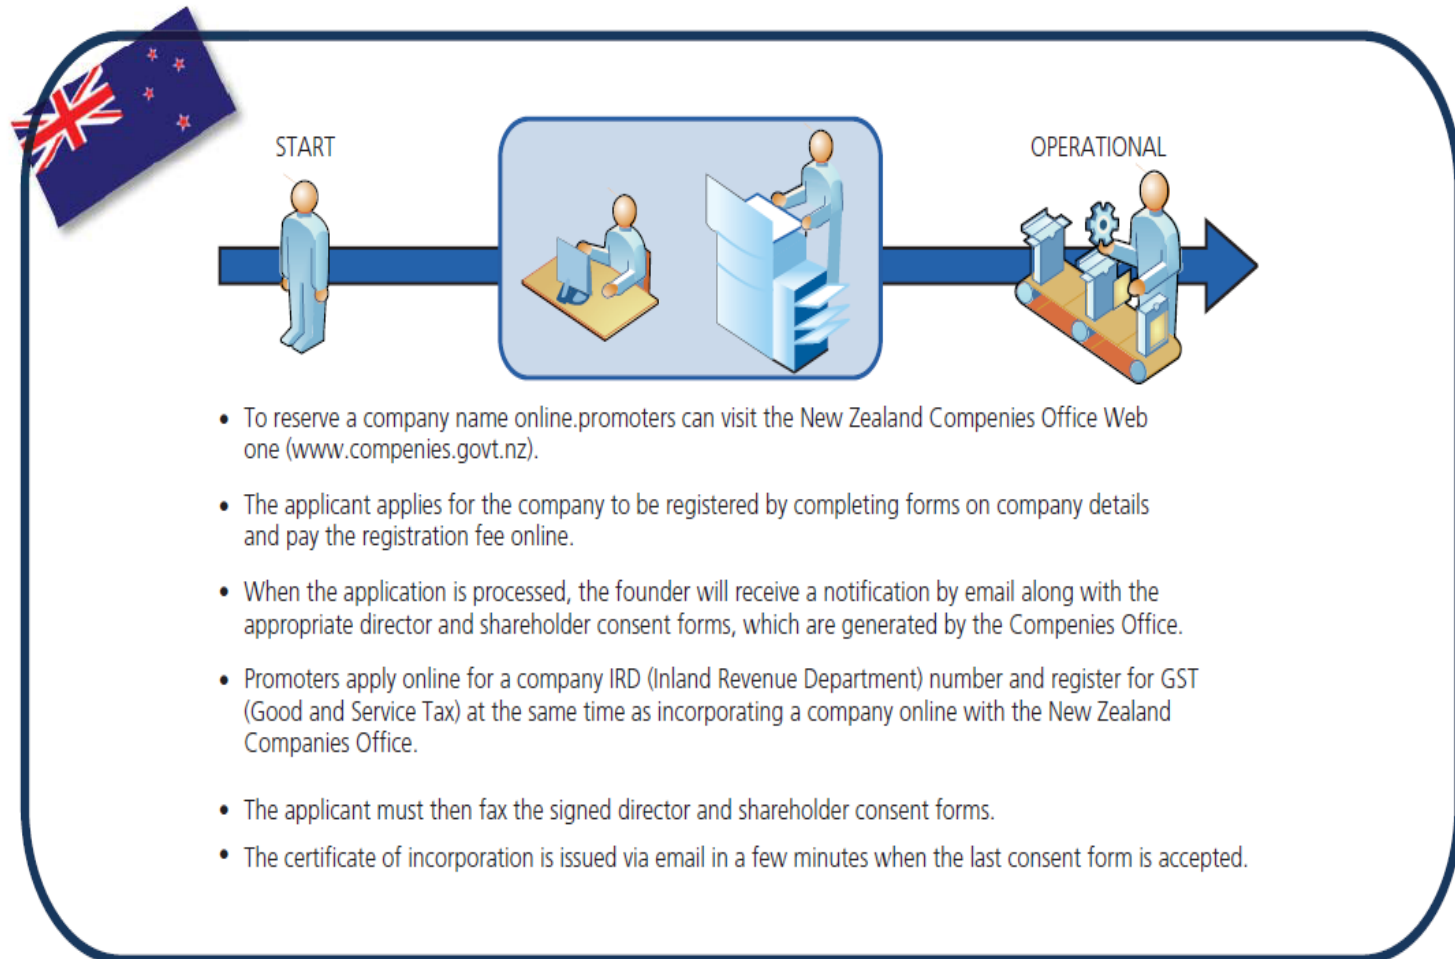 START
OPERATIONAL
• To reserve a company name online.promoters can visit the New Zealand Compenies Office Web
one (www.compenies.govt.nz).
• The applicant applies for the company to be registered by completing forms on company details
and pay the registration fee online.
• When the application is processed, the founder will receive a notification by email along with the
appropriate director and shareholder consent forms, which are generated by the Compenies Office.
• Promoters apply online for a company IRD (Inland Revenue Department) number and register for GST
(Good and Service Tax) at the same time as incorporating a company online with the New Zealand
Companies Office.
• The applicant must then fax the signed director and shareholder consent forms.
• The certificate of incorporation is issued via email in a few minutes when the last consent form is accepted.